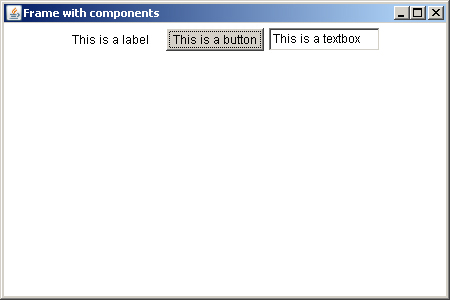 Frame with components
This is a label This is a button This is a textbox